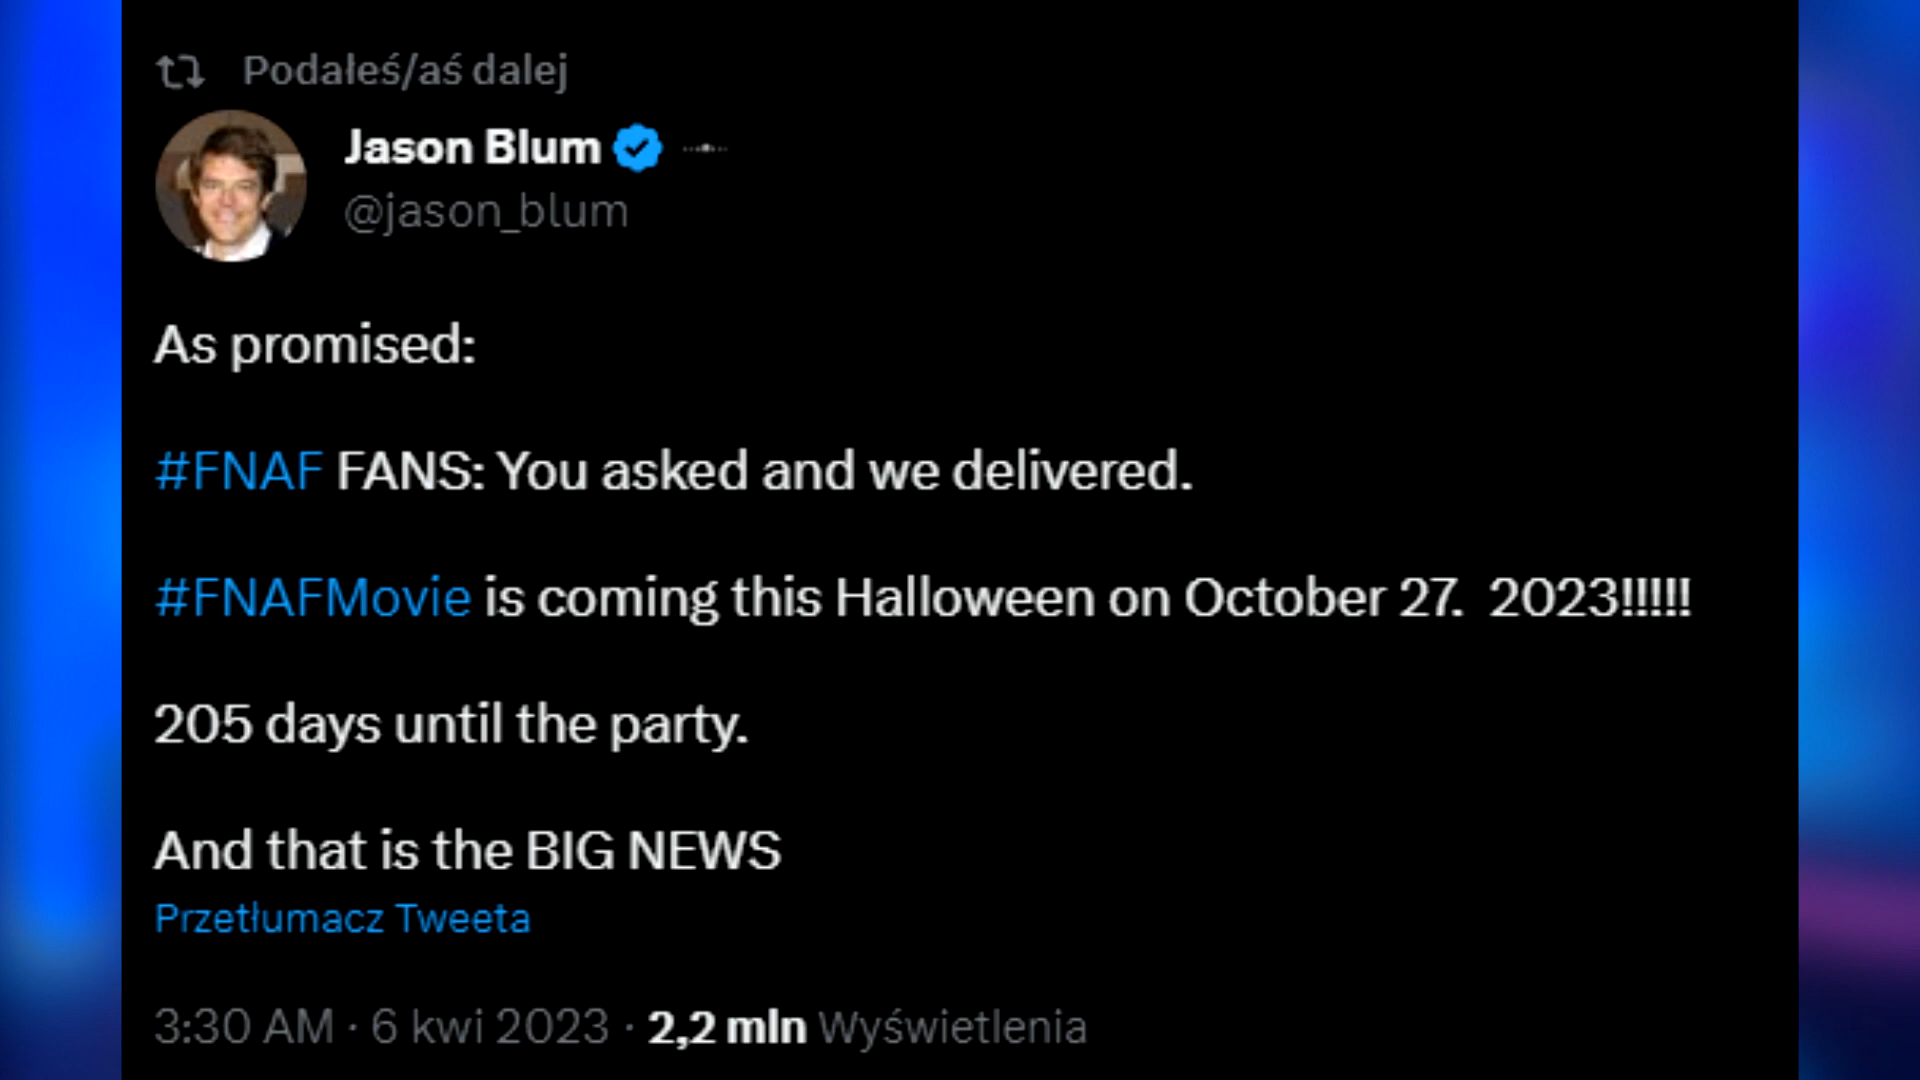 Podałeś/aś dalej
Jason Blum
@jason_blum
As promised:
#FNAF FANS: You asked and we delivered.
#FNAFMovie is coming this Halloween on October 27.  2023!!!!!
205 days until the party.
And that is the BIG NEWS
Przetłumacz Tweeta
3:30 AM · 6 kwi 2023 · 2,2 mln Wyświetlenia